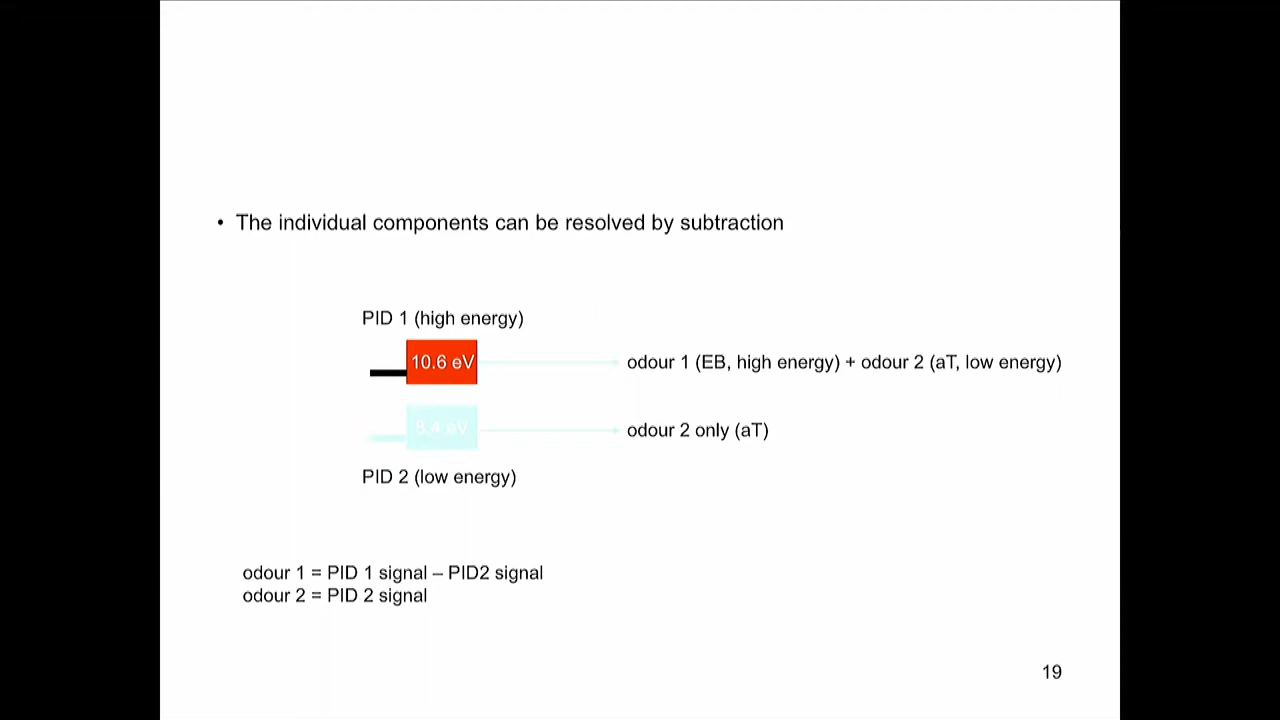 • The individual components can be resolved by subtraction
PID 1 (high energy)
10.6 eV
odour 1 (EB, high energy) + odour 2 (aT, low energy)
8.4 eV
odour 2 only (aT)
PID 2 (low energy)
odour 1 = PID 1 signal – PID2 signal
odour 2 = PID 2 signal
19